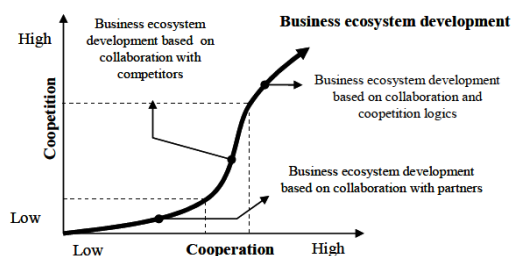 Business ecosystem development
High
Business ecosystem
development based on
collaboration with
competitors
Coopetition
Business ecosystem development
based on collaboration and
coopetition logics
Business ecosystem development
based on collaboration with partners
Low
Low
Cooperation
High